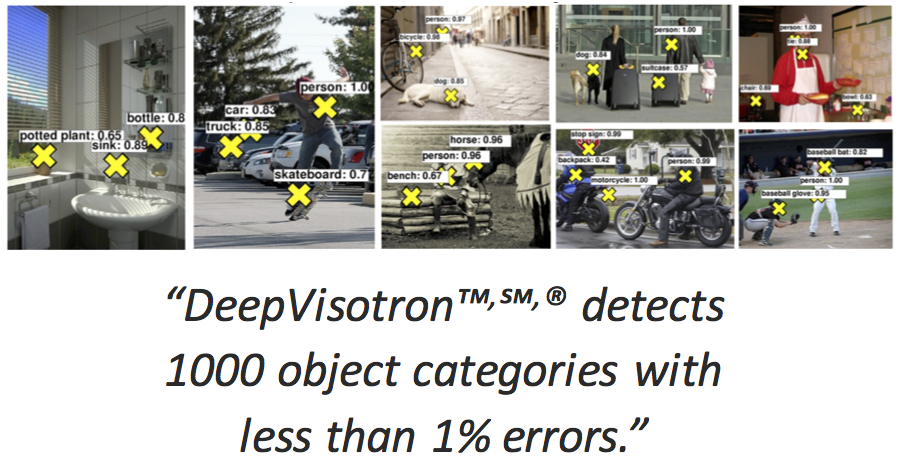 potted plant: 0.65
sink: 0.89
bottle: 0.8
person: 1.00
car: 0.83
truck: 0.85
skateboard: 0.7
person: 0.97
bicycle: 0.98
dog: 0.85
horse: 0.96
person: 0.96
bench: 0.67
person: 1.00
dog: 0.84
suitcase: 0.57
stop sign: 0.99
backpack: 0.42
person: 0.99
motorcycle: 1.00
person: 1.00
tie: 0.88
chair: 0.69
bowl: 0.63
baseball bat: 0.82
person: 1.00
baseball glove: 0.95
“DeepVisotron™,℠,® detects
1000 object categories with
less than 1% errors.”